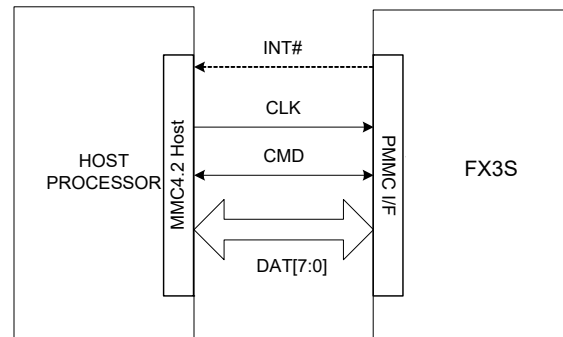 INT#
CLK
CMD
HOST
PROCESSOR
MMC4.2 Host
PMMC I/F
FX3S
DAT[7:0]